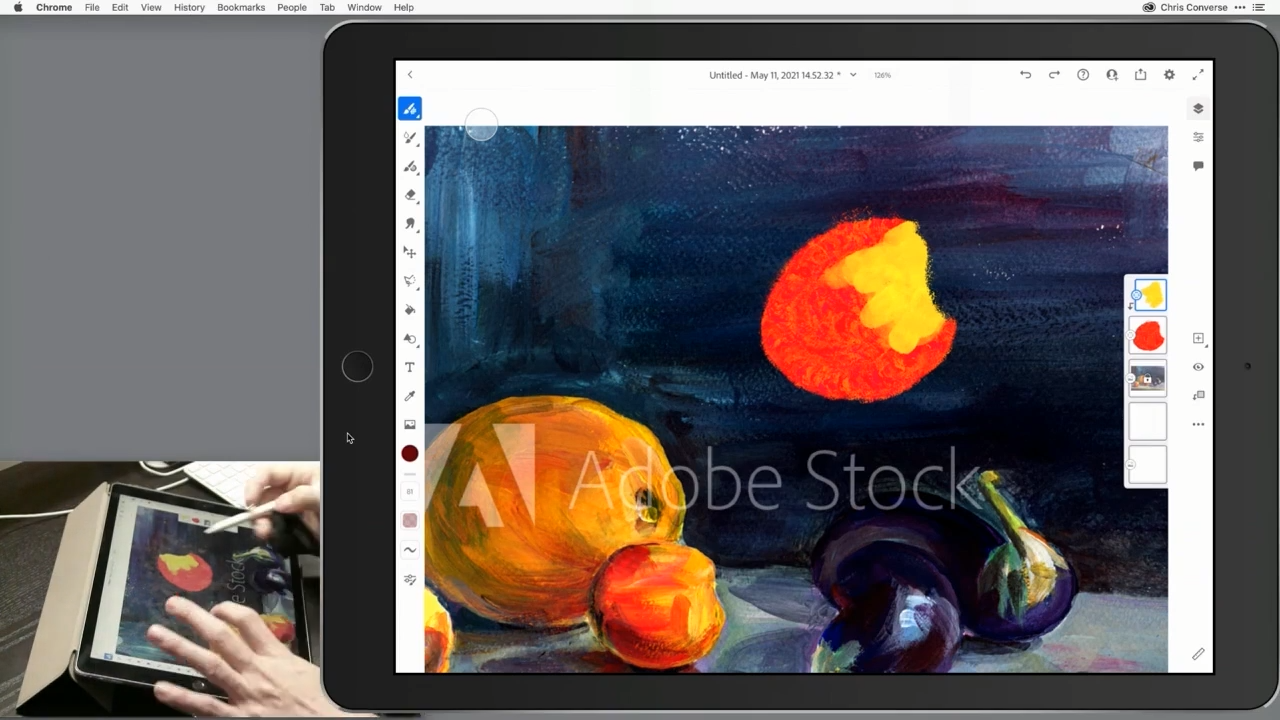 Chrome File Edit View History Bookmarks People Tab Window Help Chris Converse
Untitled - May 11, 2021 14.52.32 * 126%
T
81
Adobe Stock